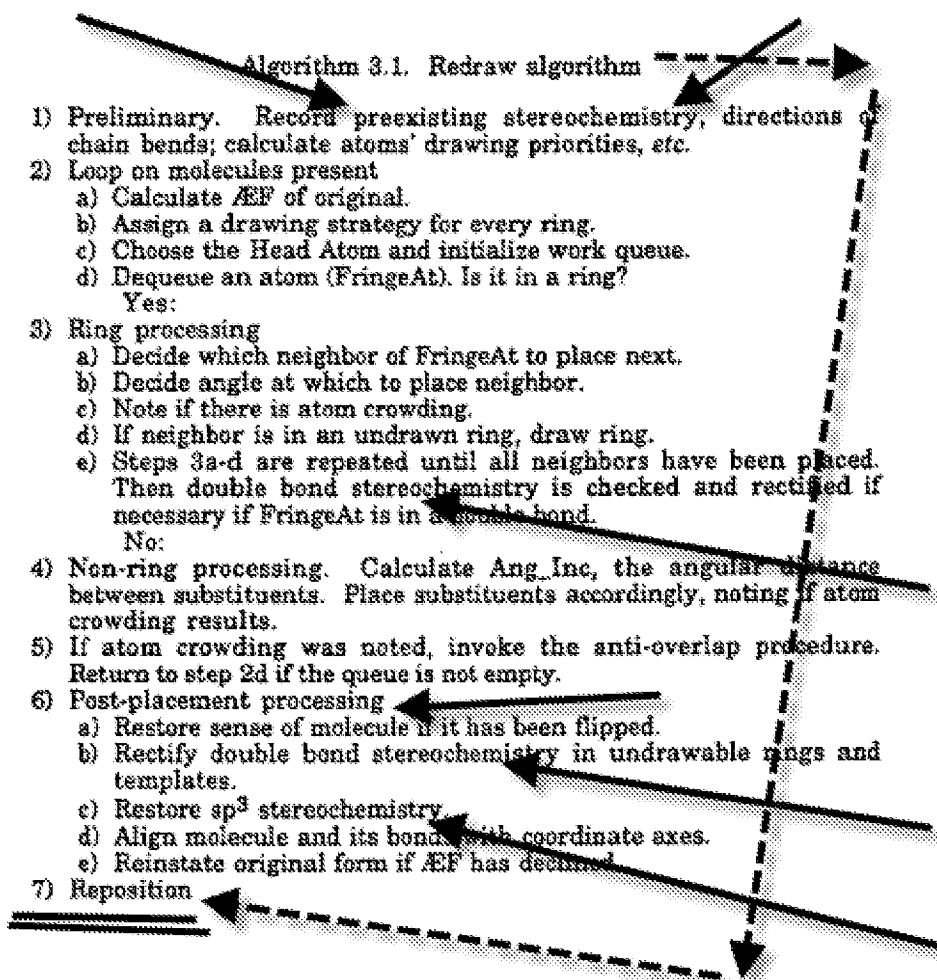 Algorithm 3.1. Redraw algorithm
1) Preliminary. Record preexisting stereochemistry, directions of
chain bends; calculate atoms' drawing priorities, etc.
2) Loop on molecules present
a) Calculate ÆF of original.
b) Assign a drawing strategy for every ring.
c) Choose the Head Atom and initialize work queue.
d) Dequeue an atom (FringeAt). Is it in a ring?
Yes:
3) Ring processing
a) Decide which neighbor of FringeAt to place next.
b) Decide angle at which to place neighbor.
c) Note if there is atom crowding.
d) If neighbor is in an undrawn ring, draw ring.
e) Steps 3a-d are repeated until all neighbors have been placed.
Then double bond stereochemistry is checked and rectified if
necessary if FringeAt is in a double bond.
No:
4) Non-ring processing. Calculate Ang_Inc, the angular distance
between substituents. Place substituents accordingly, noting if atom
crowding results.
5) If atom crowding was noted, invoke the anti-overlap procedure.
Return to step 2d if the queue is not empty.
6) Post-placement processing
a) Restore sense of molecule if it has been flipped.
b) Rectify double bond stereochemistry in undrawable rings and
templates.
c) Restore sp³ stereochemistry
d) Align molecule and its bonds with coordinate axes.
e) Reinstate original form if ÆF has declined.
7) Reposition